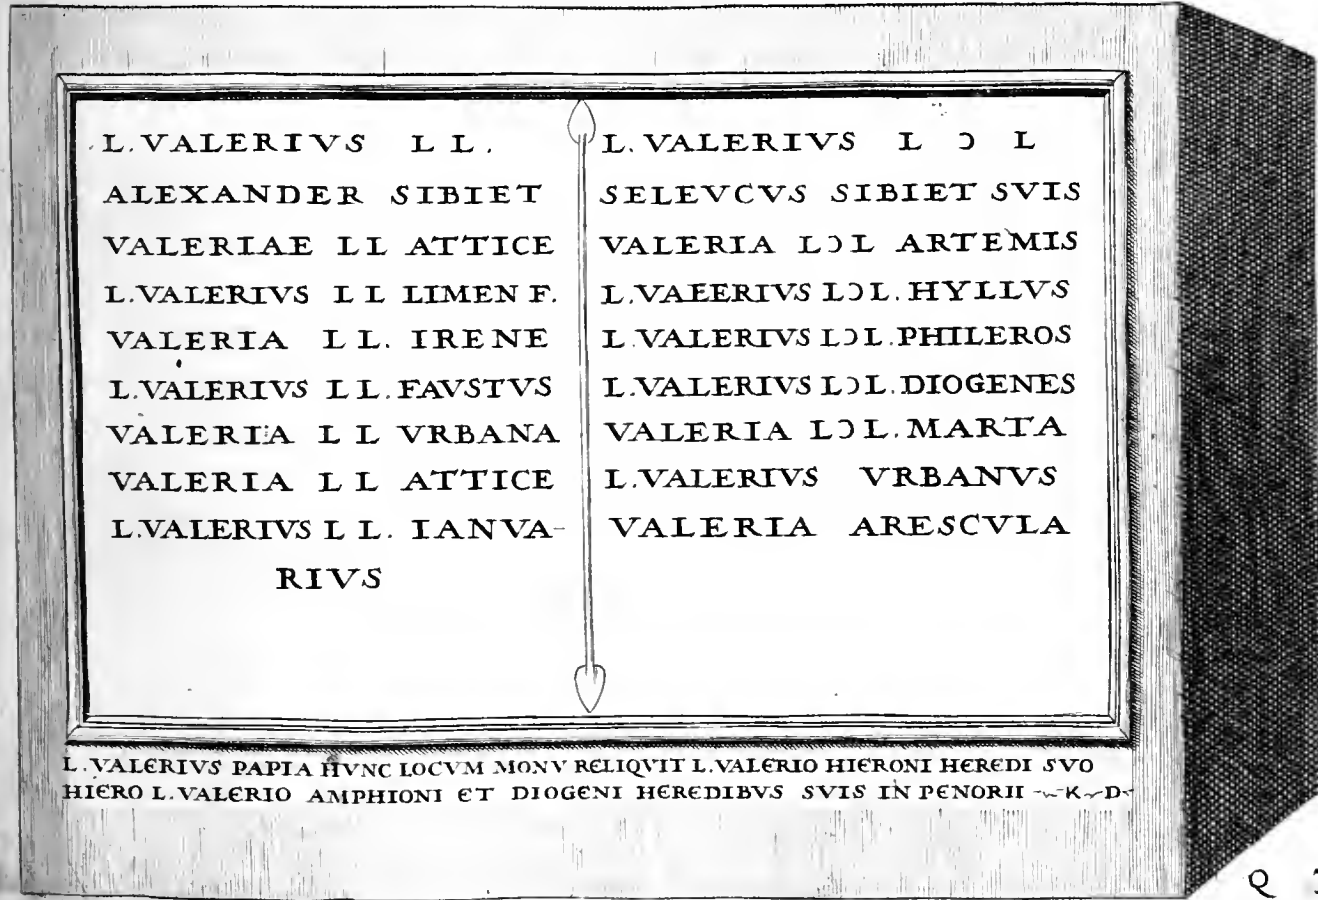 L.VALERIVS L L.
ALEXANDER SIBIET
VALERIAE L L ATTICE
L.VALERIVS L L LIMEN F.
VALERIA L L. IRENE
L.VALERIVS L L.FAVSTVS
VALERIA L L VRBANA
VALERIA L L ATTICE
L.VALERIVS L L. IANVA-
RIVS
L.VALERIVS L Ɔ L
SELEVCVS SIBIET SVIS
VALERIA LƆL ARTEMIS
L.VAEERIVS LƆL.HYLLVS
L.VALERIVS LƆL.PHILEROS
L.VALERIVS LƆL.DIOGENES
VALERIA LƆL.MARTA
L.VALERIVS VRBANVS
VALERIA ARESCVLA
L.VALERIVS PAPIA HVNC LOCVM MONV RELIQVIT L.VALERIO HIERONI HEREDI SVO
HIERO L.VALERIO AMPHIONI ET DIOGENI HEREDIBVS SVIS IN PENORII K D
Q